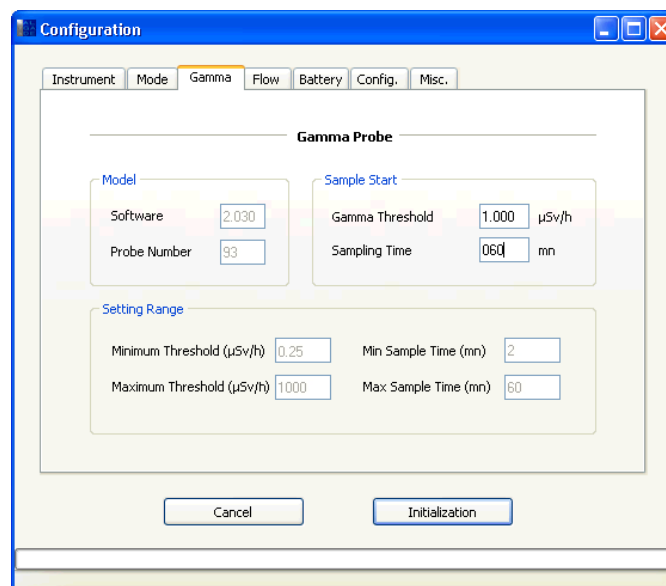 Configuration
Instrument Mode Gamma Flow Battery Config. Misc.
Gamma Probe
Model
Software 2.030
Probe Number 93
Sample Start
Gamma Threshold 1.000 µSv/h
Sampling Time 060 mn
Setting Range
Minimum Threshold (µSv/h) 0.25 Min Sample Time (mn) 2
Maximum Threshold (µSv/h) 1000 Max Sample Time (mn) 60
Cancel Initialization